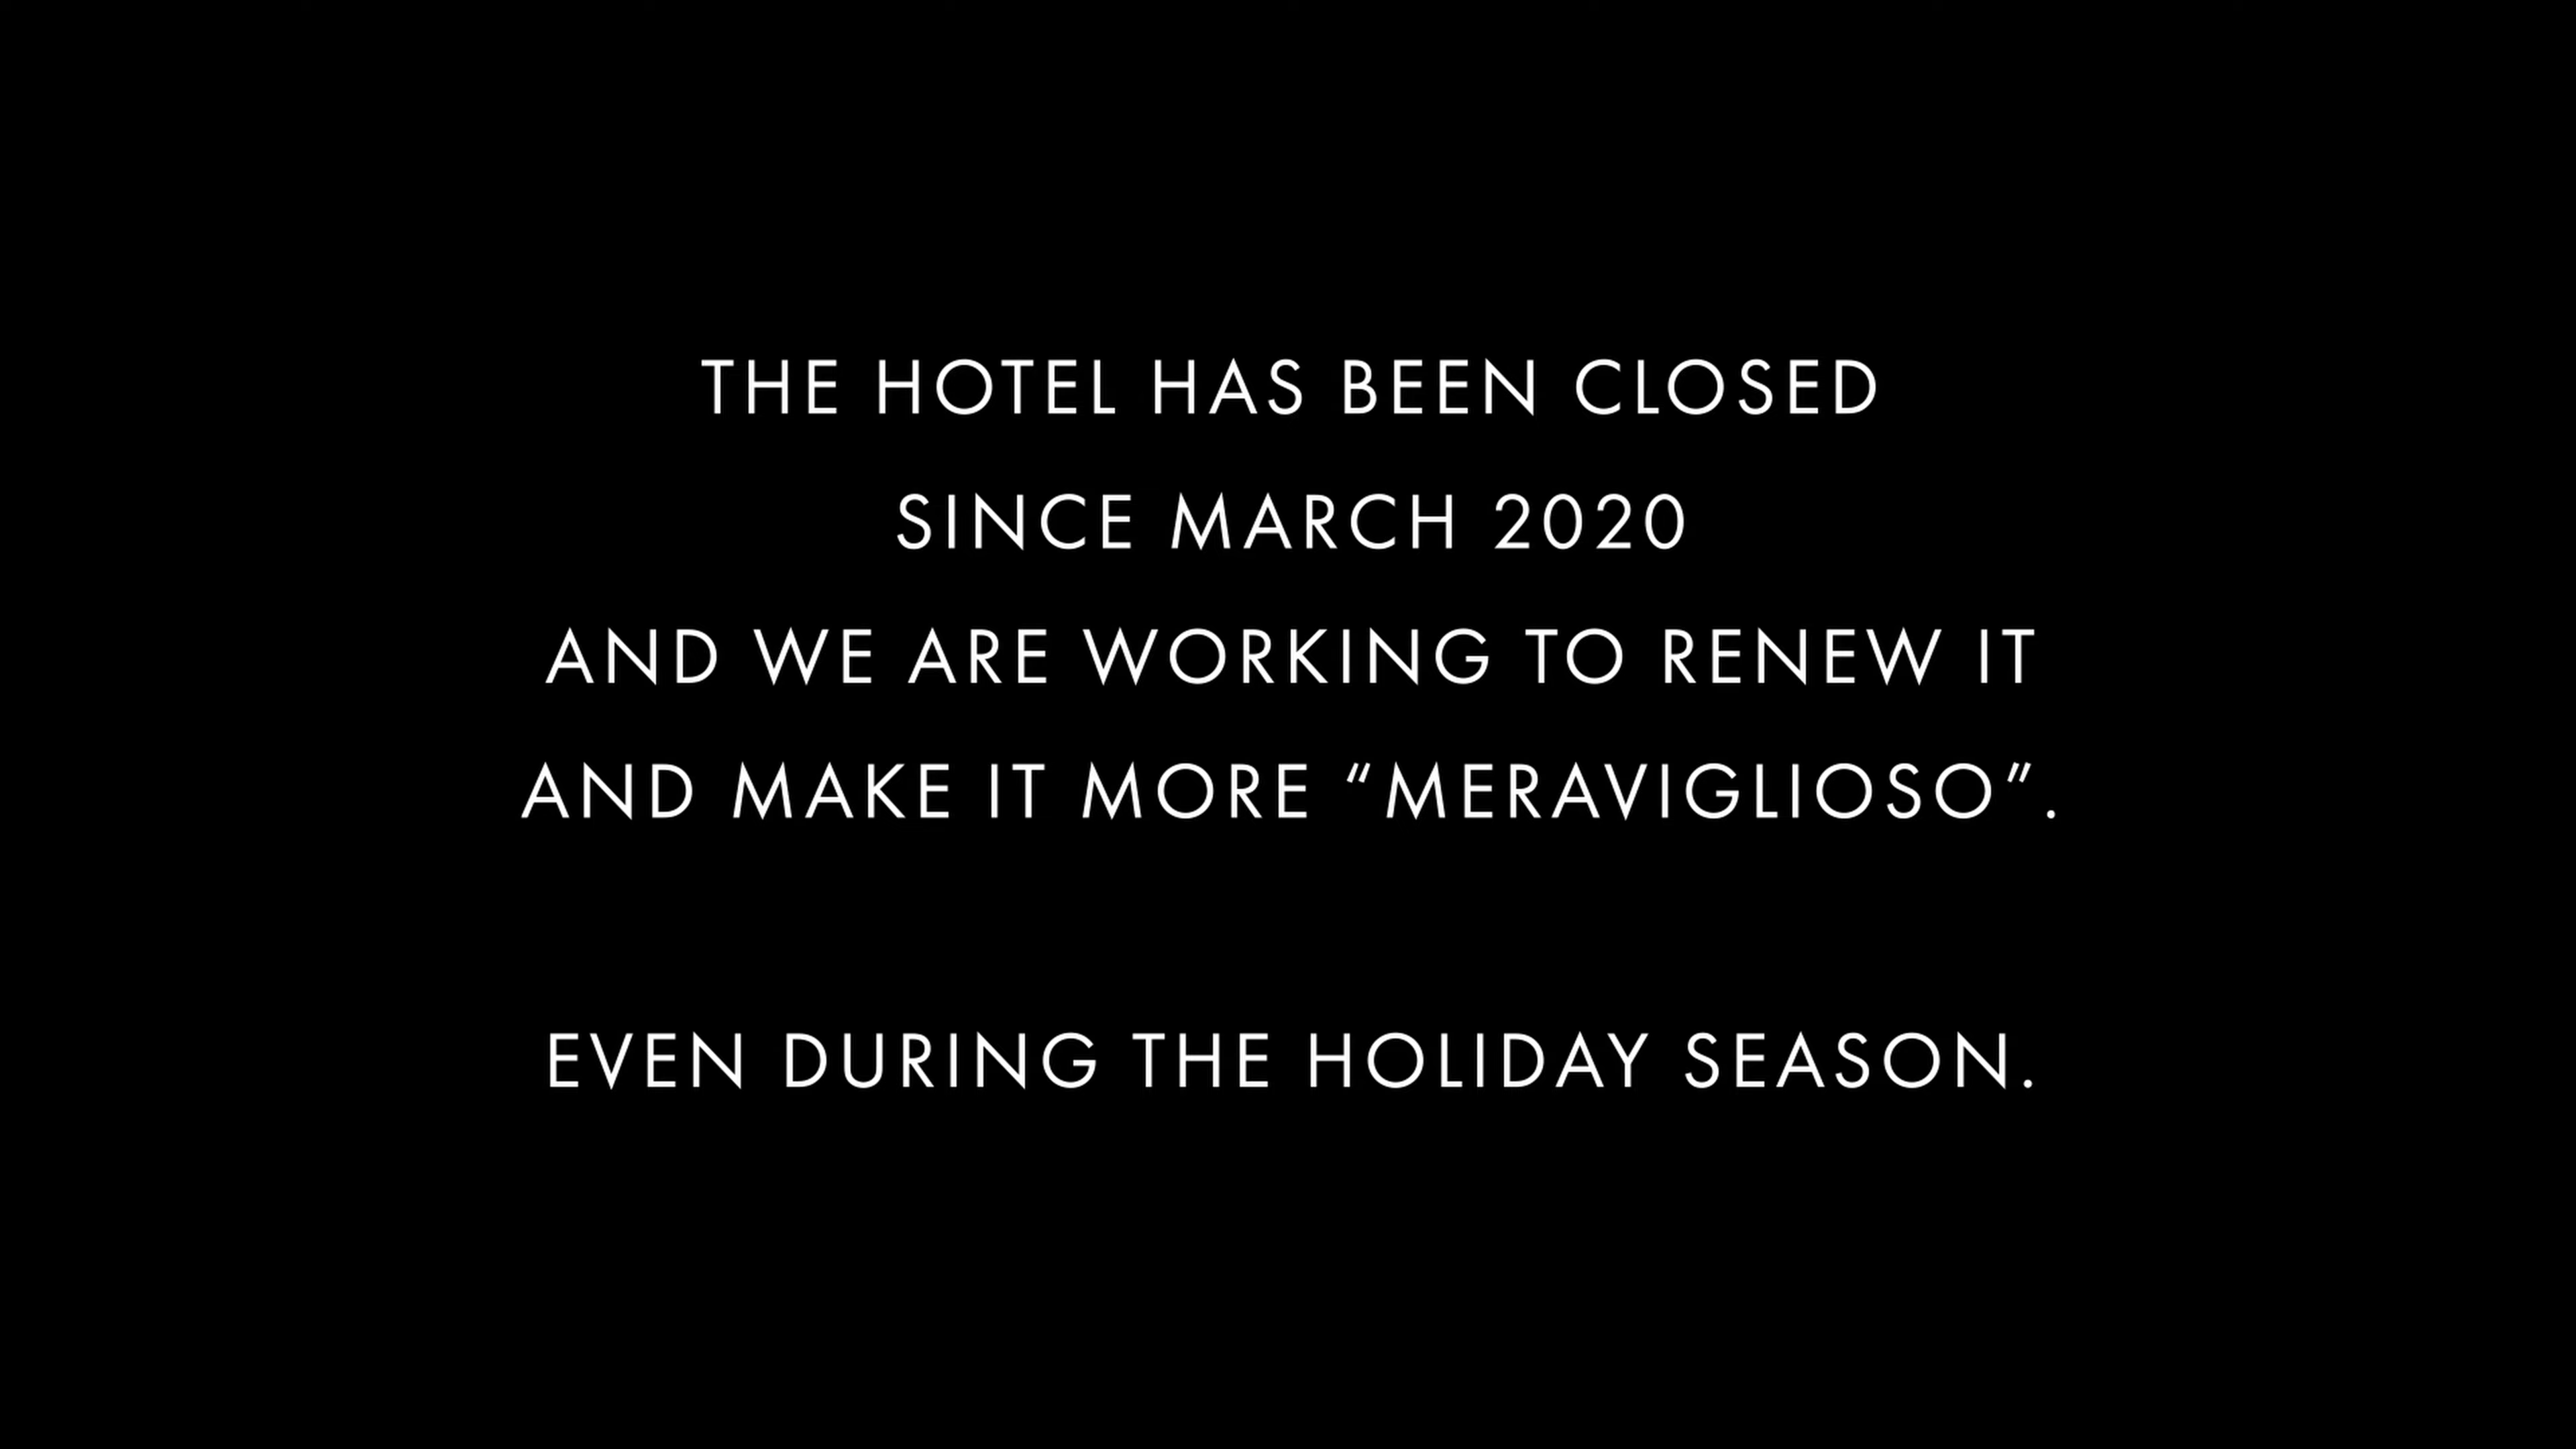 THE HOTEL HAS BEEN CLOSED
SINCE MARCH 2020
AND WE ARE WORKING TO RENEW IT
AND MAKE IT MORE “MERAVIGLIOSO”.
EVEN DURING THE HOLIDAY SEASON.